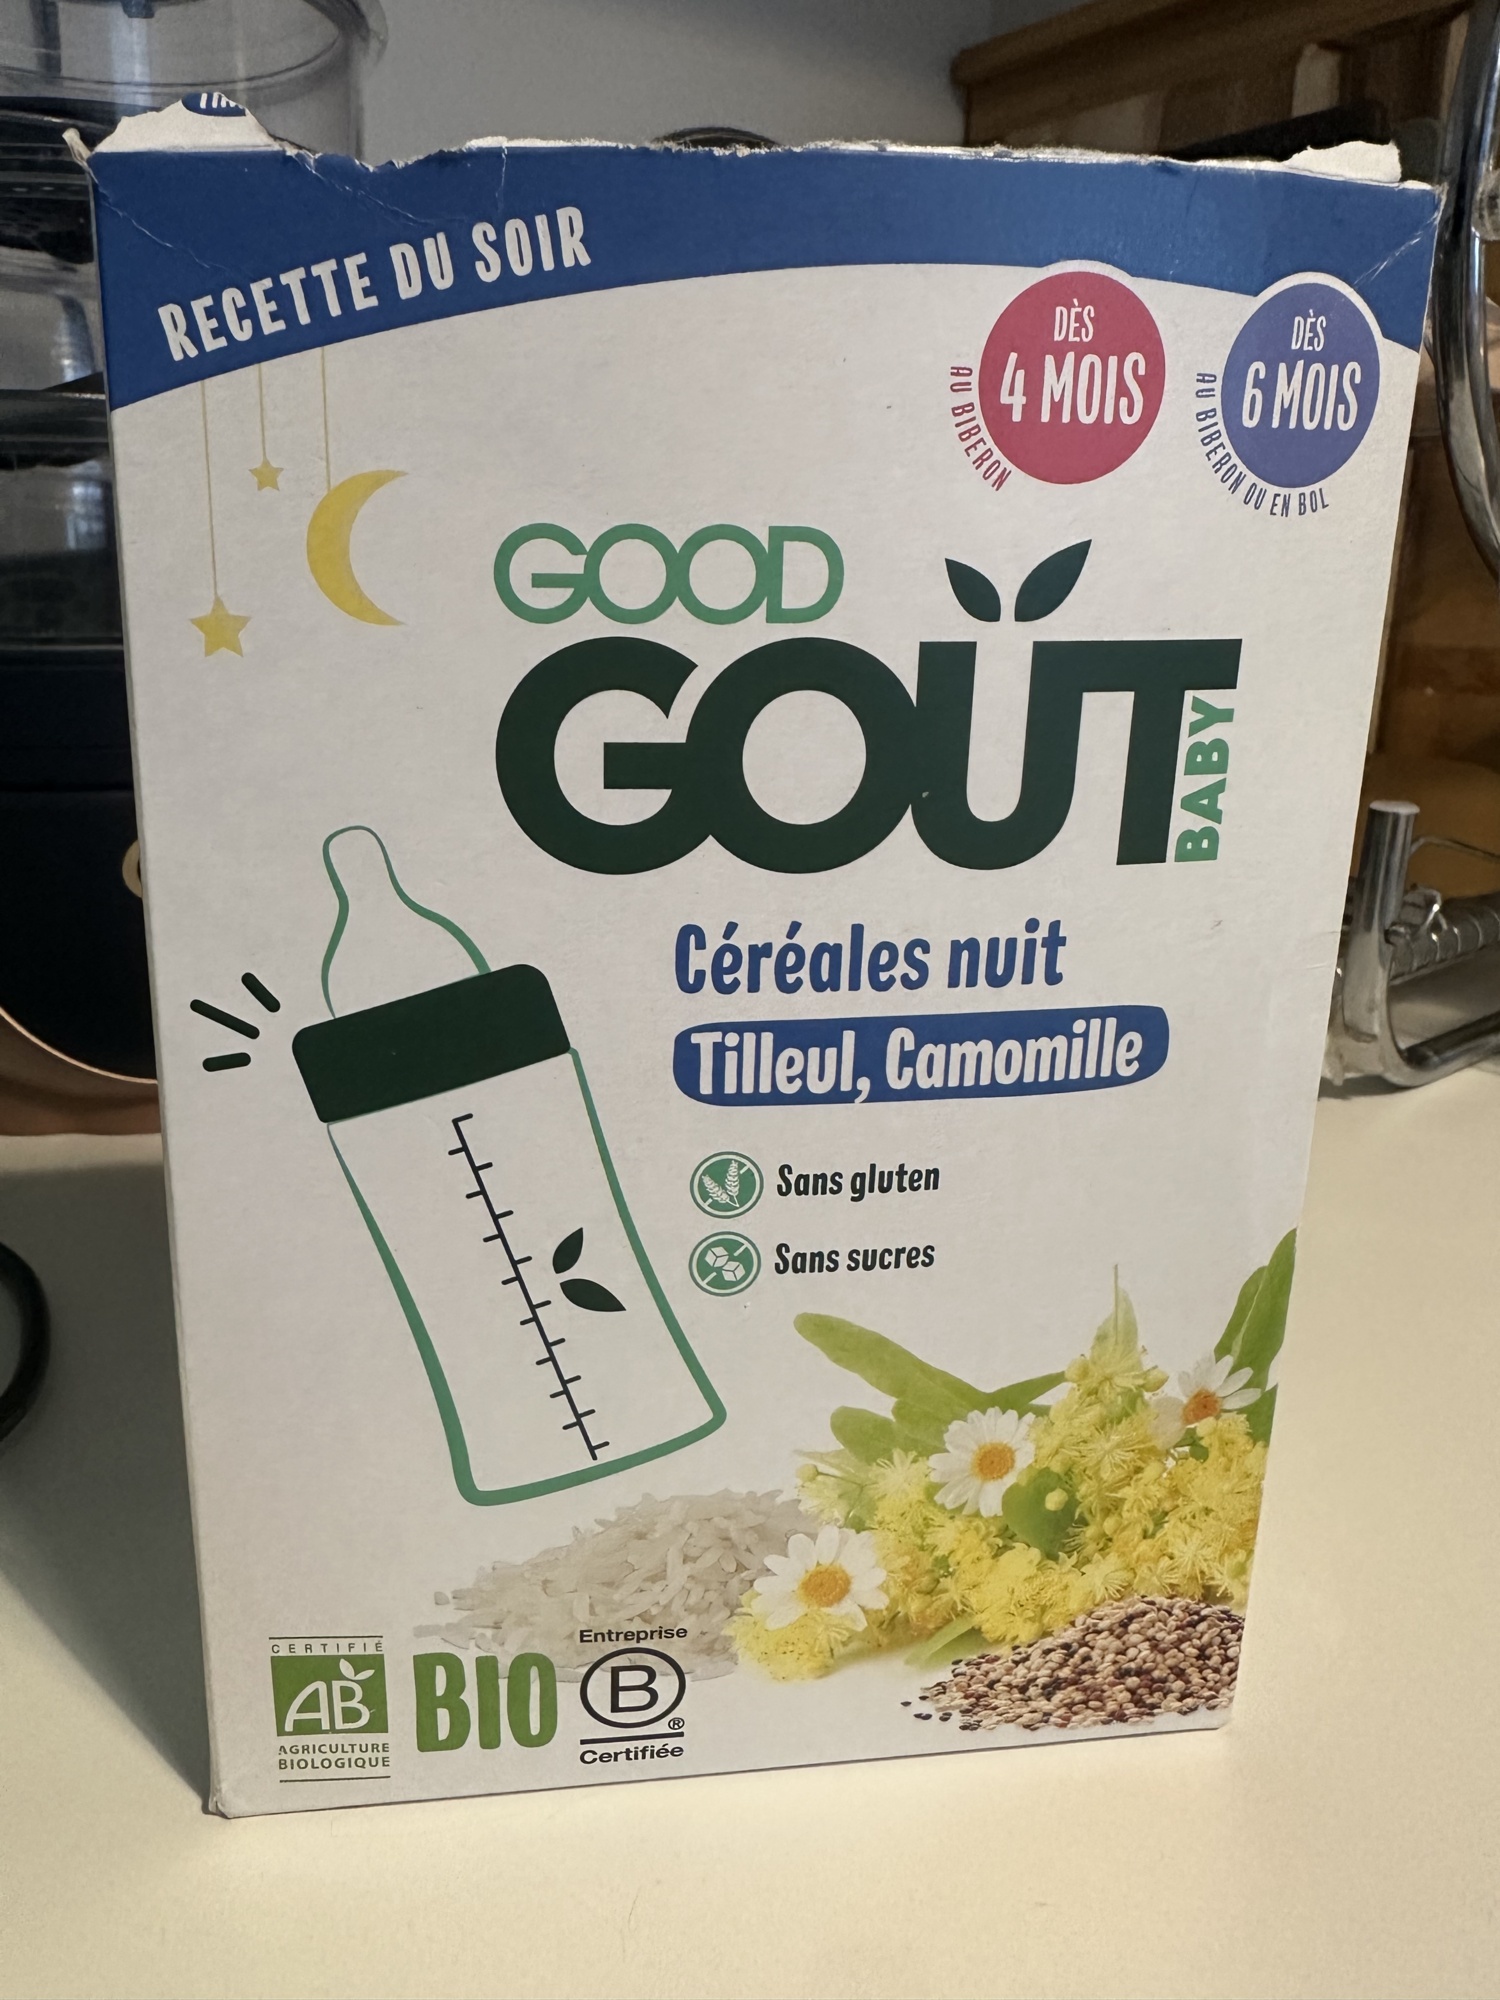 RECETTE DU SOIR
DÈS
4 MOIS
AU BIBERON
DÈS
6 MOIS
AU BIBERON OU EN BOL
GOOD
GOÜT
BABY
Céréales nuit
Tilleul, Camomille
Sans gluten
Sans sucres
CERTIFIÉ
AB
AGRICULTURE
BIOLOGIQUE
BIO
Entreprise
B
®
Certifiée